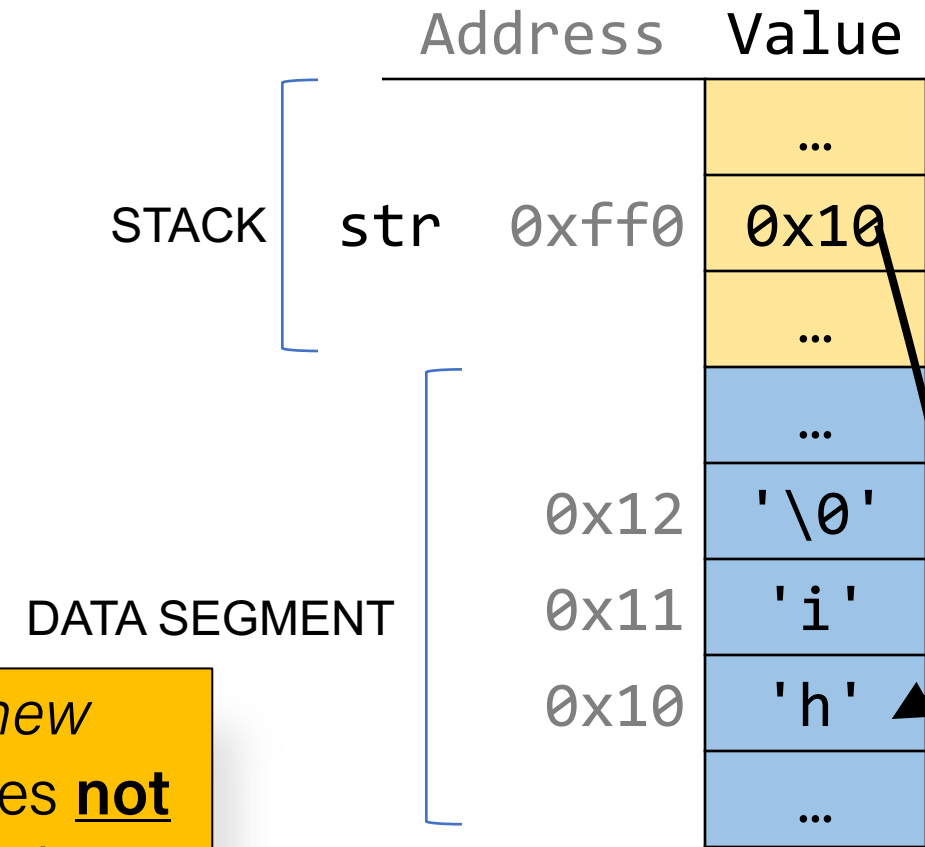 Address Value
…
STACK str 0xff0 0x10
…
…
0x12 '\0'
DATA SEGMENT 0x11 'i'
0x10 'h'
new
es not
…